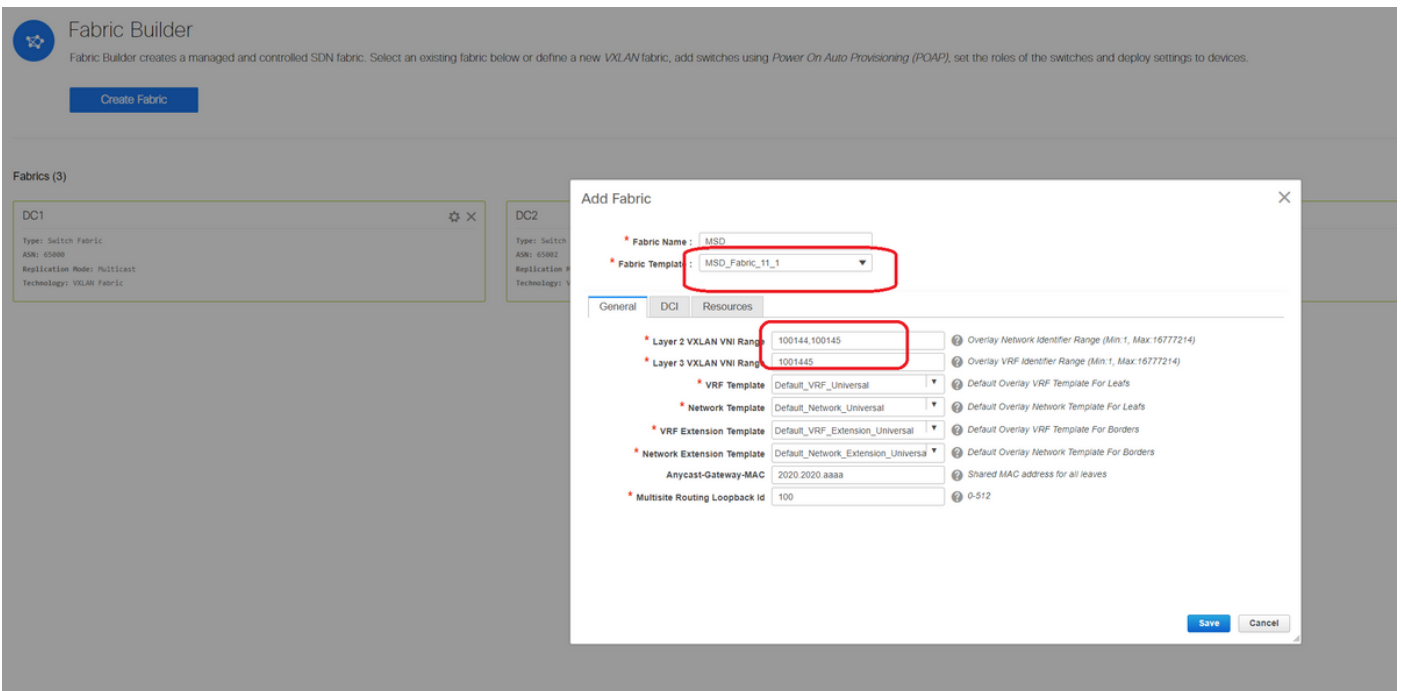 Fabric Builder
Fabric Builder creates a managed and controlled SDN fabric. Select an existing fabric below or define a new VXLAN fabric, add switches using Power On Auto Provisioning (POAP), set the roles of the switches and deploy settings to devices.
Create Fabric
Fabrics (3)
DC1
Type: Switch Fabric
ASN: 65000
Replication Mode: Multicast
Technology: VXLAN Fabric
DC2
Type: Switch
ASN: 65002
Replication
Technology:
Add Fabric
* Fabric Name : MSD
* Fabric Template : MSD_Fabric_11_1
General DCI Resources
* Layer 2 VXLAN VNI Range 100144,100145 Overlay Network Identifier Range (Min:1, Max:16777214)
* Layer 3 VXLAN VNI Range 1001445 Overlay VRF Identifier Range (Min:1, Max:16777214)
* VRF Template Default_VRF_Universal Default Overlay VRF Template For Leafs
* Network Template Default_Network_Universal Default Overlay Network Template For Leafs
* VRF Extension Template Default_VRF_Extension_Universal Default Overlay VRF Template For Borders
* Network Extension Template Default_Network_Extension_Universa Default Overlay Network Template For Borders
Anycast-Gateway-MAC 2020.2020.aaaa Shared MAC address for all leaves
* Multisite Routing Loopback Id 100 0-512
Save Cancel